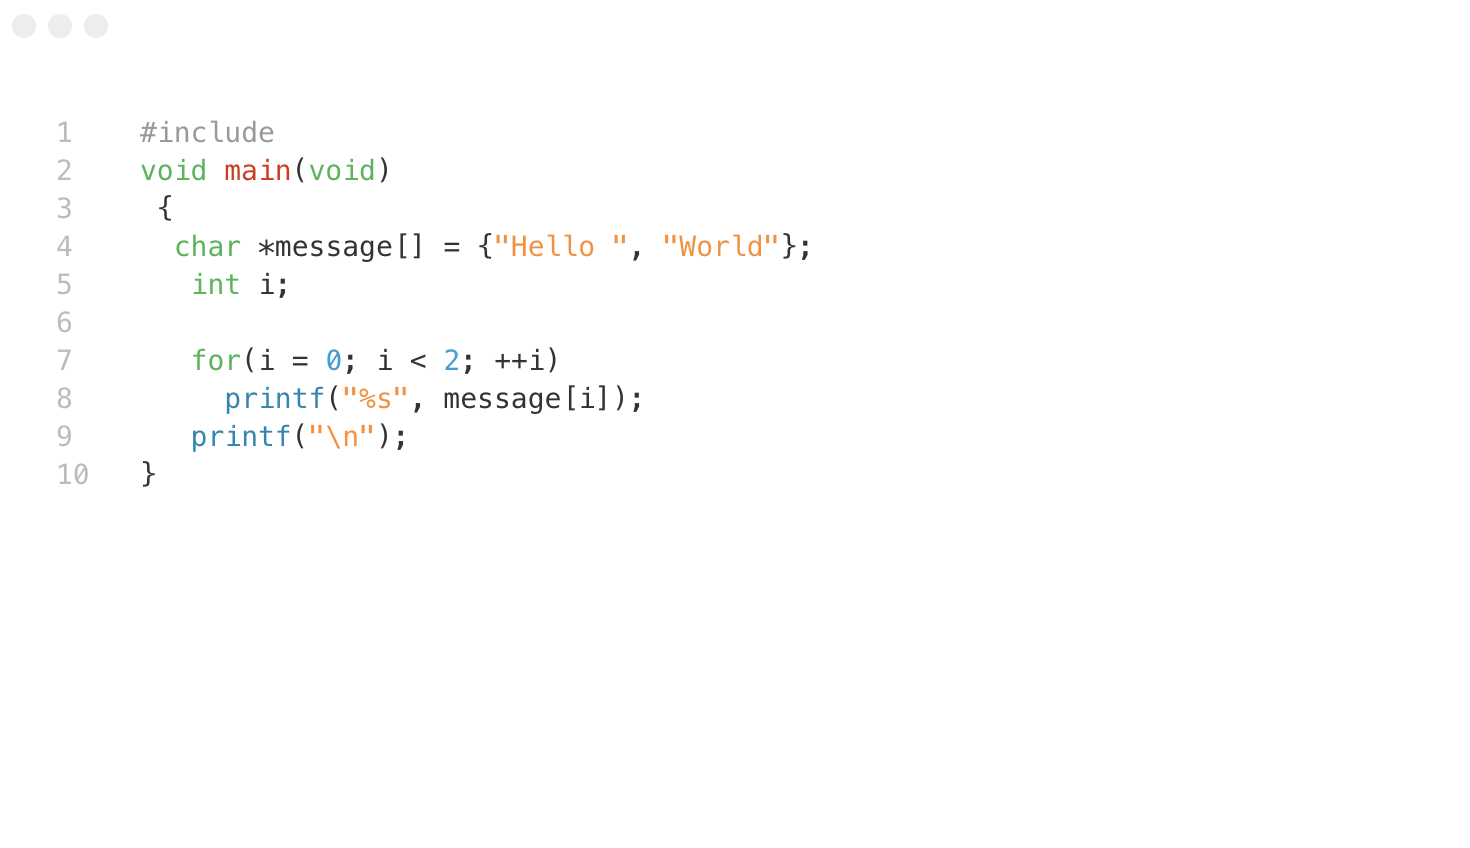 1 #include
2 void main(void)
3  {
4   char *message[] = {"Hello ", "World"};
5    int i;
6
7    for(i = 0; i < 2; ++i)
8      printf("%s", message[i]);
9    printf("\n");
10 }